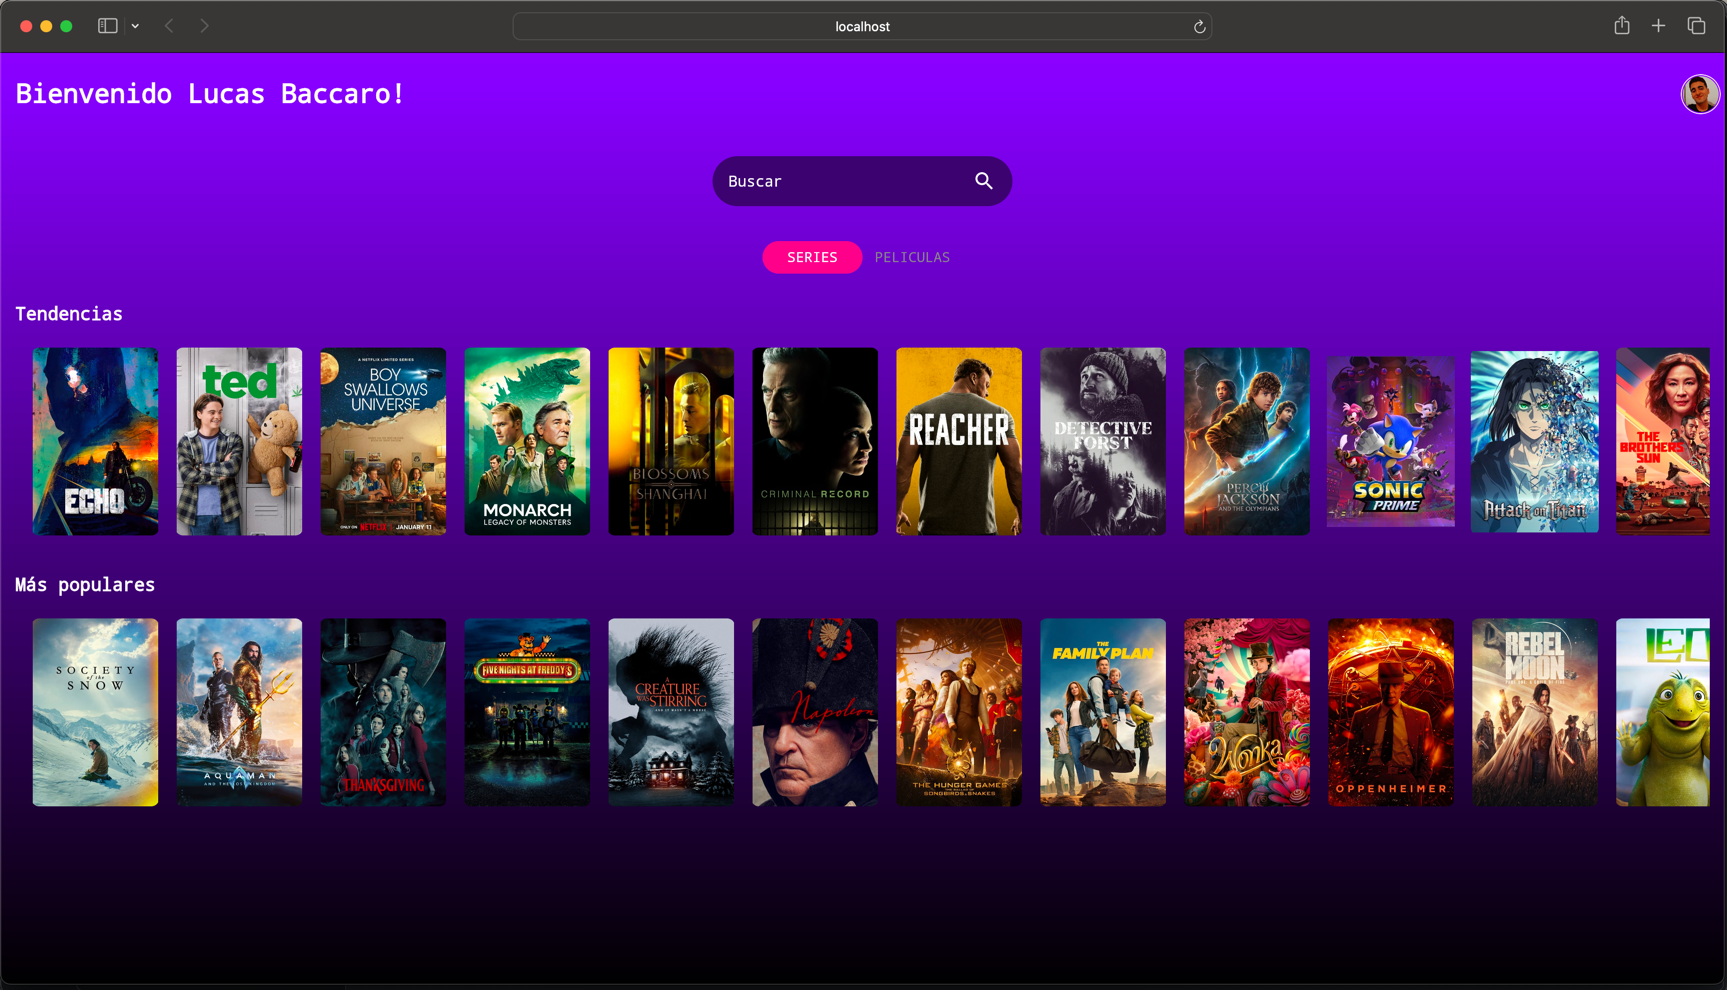 localhost
Bienvenido Lucas Baccaro!
Buscar
SERIES PELICULAS
Tendencias
ECHO
ted
A NETFLIX LIMITED SERIES
BOY
SWALLOWS
UNIVERSE
ONLY ON NETFLIX JANUARY 11
MONARCH
LEGACY OF MONSTERS
BLOSSOMS
SHANGHAI
CRIMINAL RECORD
REACHER
DETECTIVE
FORST
PERCY
JACKSON
AND THE OLYMPIANS
SONIC
PRIME
Attack on Titan
THE
BROTHERS
SUN
Más populares
SOCIETY
of the
SNOW
AQUAMAN
AND THE LOST KINGDOM
THANKSGIVING
FIVE NIGHTS AT FREDDY'S
A
CREATURE
WAS
STIRRING
Napoleon
THE HUNGER GAMES
SONGBIRDS & SNAKES
THE
FAMILY PLAN
Wonka
OPPENHEIMER
REBEL
MOON